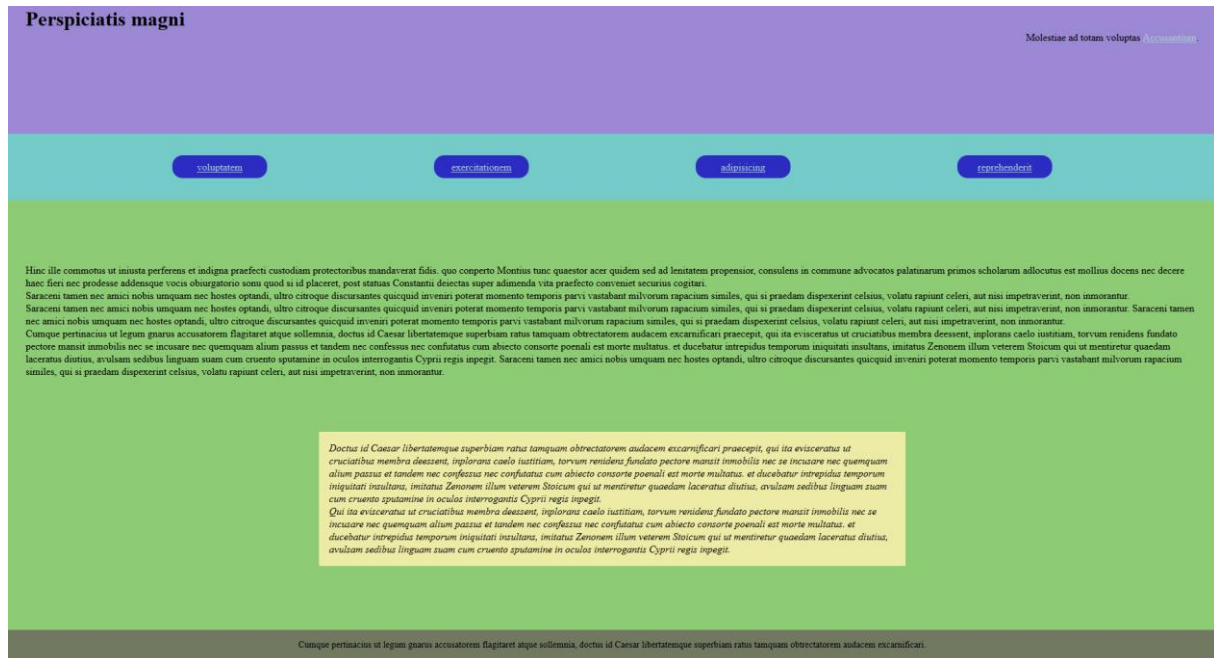 Perspiciatis magni
Molestiae ad totam voluptas Accusantium.
voluptatem
exercitationem
adipisicing
reprehenderit
Hinc ille commotus ut iniusta perferens et indigna praefecti custodiam protectoribus mandaverat fidis. quo conperto Montius tunc quaestor acer quidem sed ad lenitatem propensior, consulens in commune advocatos palatinarum primos scholarum adlocutus est mollius docens nec decere
haec fieri nec prodesse addensque vocis obiurgatorio sonu quod si id placeret, post statuas Constantii deiectas super adimenda vita praefecto conveniet securius cogitari.
Saraceni tamen nec amici nobis umquam nec hostes optandi, ultro citroque discursantes quicquid inveniri poterat momento temporis parvi vastabant milvorum rapacium similes, qui si praedam dispexerint celsius, volatu rapiunt celeri, aut nisi impetraverint, non inmorantur.
Saraceni tamen nec amici nobis umquam nec hostes optandi, ultro citroque discursantes quicquid inveniri poterat momento temporis parvi vastabant milvorum rapacium similes, qui si praedam dispexerint celsius, volatu rapiunt celeri, aut nisi impetraverint, non inmorantur. Saraceni tamen
nec amici nobis umquam nec hostes optandi, ultro citroque discursantes quicquid inveniri poterat momento temporis parvi vastabant milvorum rapacium similes, qui si praedam dispexerint celsius, volatu rapiunt celeri, aut nisi impetraverint, non inmorantur.
Cumque pertinacius ut legum gnarus accusatorem flagitaret atque sollemnia, doctus id Caesar libertatemque superbiam ratus tamquam obtrectatorem audacem excarnificari praecepit, qui ita evisceratus ut cruciatibus membra deessent, inplorans caelo iustitiam, torvum renidens fundato
pectore mansit inmobilis nec se incusare nec quemquam alium passus et tandem nec confessus nec confutatus cum abiecto consorte poenali est morte multatus. et ducebatur intrepidus temporum iniquitati insultans, imitatus Zenonem illum veterem Stoicum qui ut mentiretur quaedam
laceratus diutius, avulsam sedibus linguam suam cum cruento sputamine in oculos interrogantis Cyprii regis inpegit. Saraceni tamen nec amici nobis umquam nec hostes optandi, ultro citroque discursantes quicquid inveniri poterat momento temporis parvi vastabant milvorum rapacium
similes, qui si praedam dispexerint celsius, volatu rapiunt celeri, aut nisi impetraverint, non inmorantur.
Doctus id Caesar libertatemque superbiam ratus tamquam obtrectatorem audacem excarnificari praecepit, qui ita evisceratus ut
cruciatibus membra deessent, inplorans caelo iustitiam, torvum renidens fundato pectore mansit inmobilis nec se incusare nec quemquam
alium passus et tandem nec confessus nec confutatus cum abiecto consorte poenali est morte multatus. et ducebatur intrepidus temporum
iniquitati insultans, imitatus Zenonem illum veterem Stoicum qui ut mentiretur quaedam laceratus diutius, avulsam sedibus linguam suam
cum cruento sputamine in oculos interrogantis Cyprii regis inpegit.
Qui ita evisceratus ut cruciatibus membra deessent, inplorans caelo iustitiam, torvum renidens fundato pectore mansit inmobilis nec se
incusare nec quemquam alium passus et tandem nec confessus nec confutatus cum abiecto consorte poenali est morte multatus. et
ducebatur intrepidus temporum iniquitati insultans, imitatus Zenonem illum veterem Stoicum qui ut mentiretur quaedam laceratus diutius,
avulsam sedibus linguam suam cum cruento sputamine in oculos interrogantis Cyprii regis inpegit.
Cumque pertinacius ut legum gnarus accusatorem flagitaret atque sollemnia, doctus id Caesar libertatemque superbiam ratus tamquam obtrectatorem audacem excarnificari.